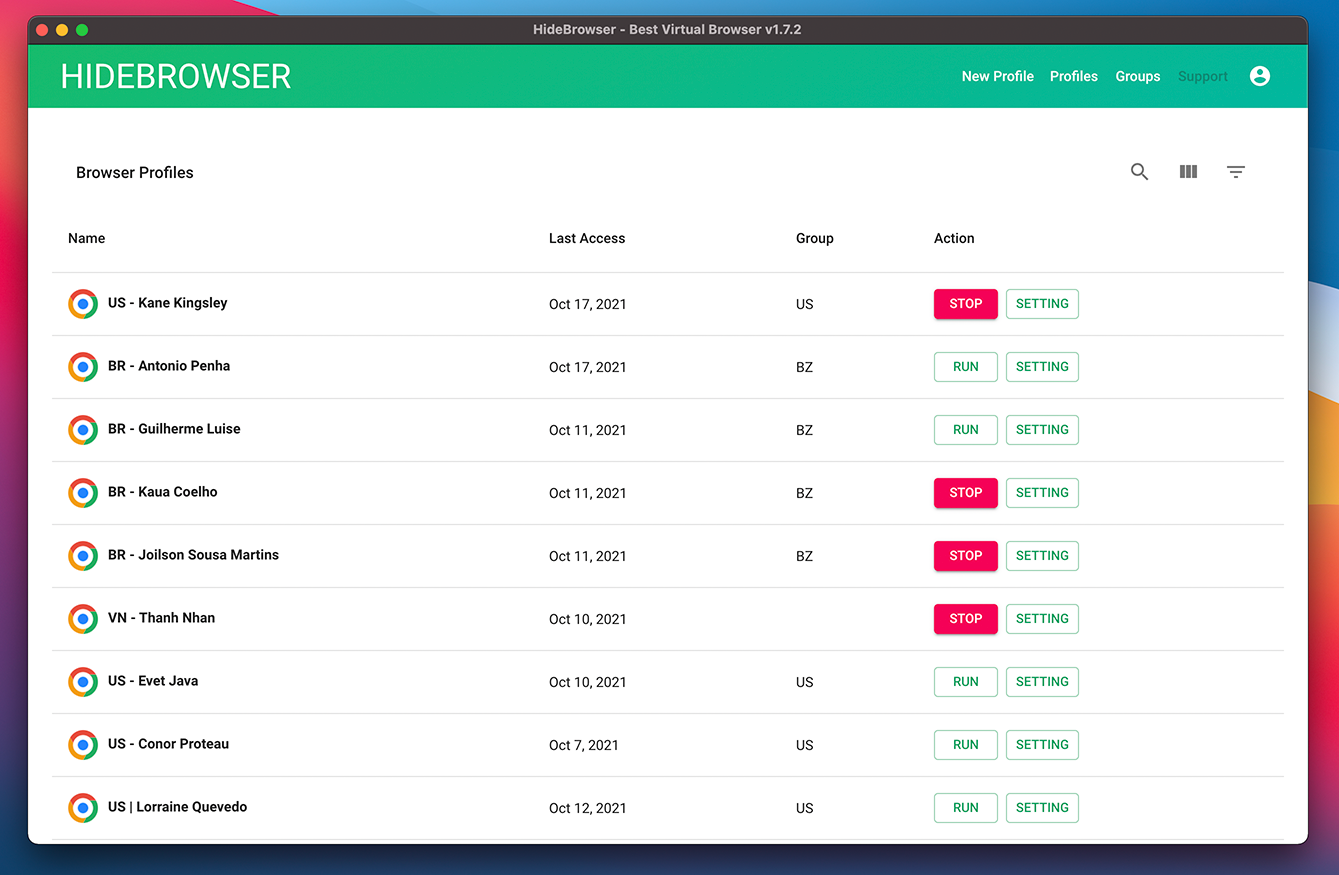 HideBrowser - Best Virtual Browser v1.7.2
HIDEBROWSER New Profile Profiles Groups Support
Browser Profiles
Name Last Access Group Action
US - Kane Kingsley Oct 17, 2021 US STOP SETTING
BR - Antonio Penha Oct 17, 2021 BZ RUN SETTING
BR - Guilherme Luise Oct 11, 2021 BZ RUN SETTING
BR - Kaua Coelho Oct 11, 2021 BZ STOP SETTING
BR - Joilson Sousa Martins Oct 11, 2021 BZ STOP SETTING
VN - Thanh Nhan Oct 10, 2021 STOP SETTING
US - Evet Java Oct 10, 2021 US RUN SETTING
US - Conor Proteau Oct 7, 2021 US RUN SETTING
US | Lorraine Quevedo Oct 12, 2021 US RUN SETTING